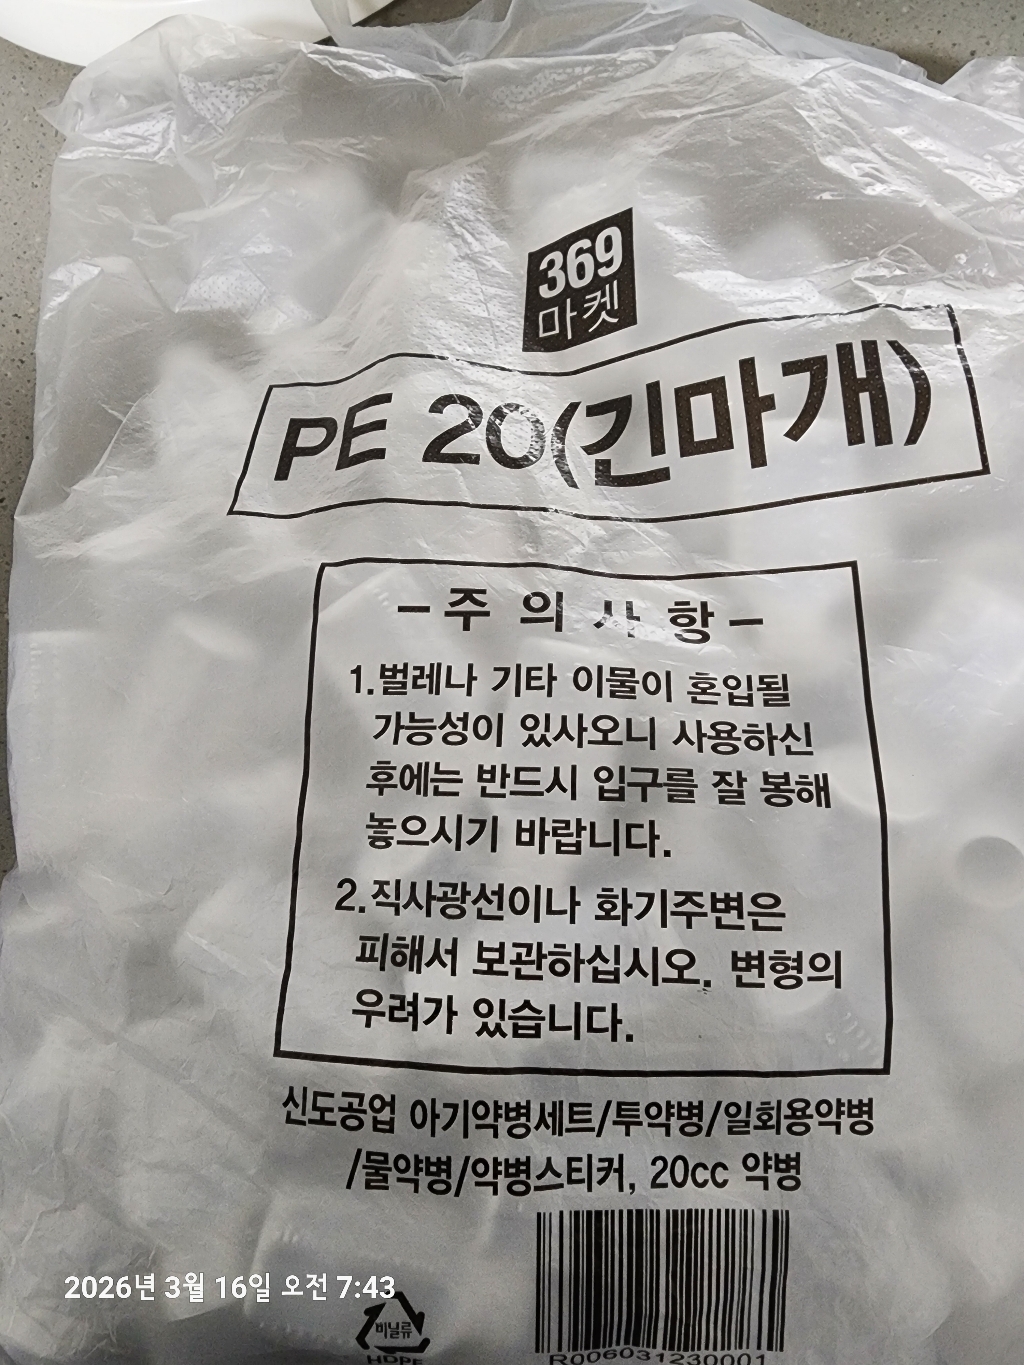 369
마켓
PE 20(긴마개)
-주 의 사 항-
1.벌레나 기타 이물이 혼입될
가능성이 있사오니 사용하신
후에는 반드시 입구를 잘 봉해
놓으시기 바랍니다.
2.직사광선이나 화기주변은
피해서 보관하십시오. 변형의
우려가 있습니다.
신도공업 아기약병세트/투약병/일회용약병
/물약병/약병스티커, 20cc 약병
2026년 3월 16일 오전 7:43
비닐류
HDPE
R006031230001